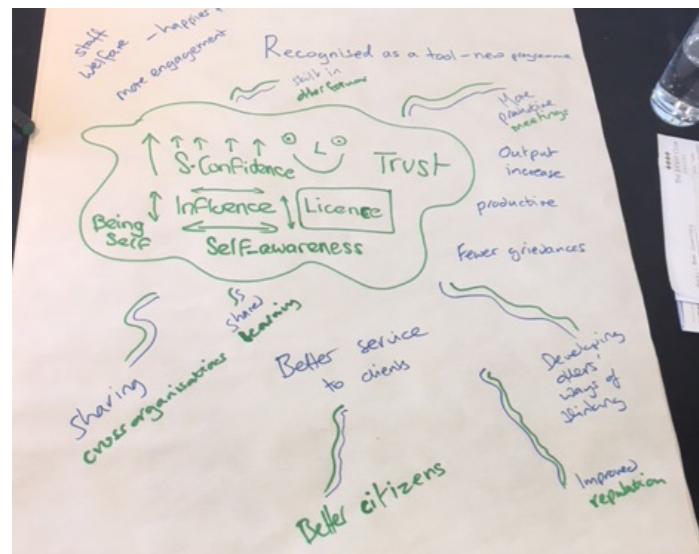 staff
welfare – happier
more engagement
Recognised as a tool – new programme
skills in
other forums
More
productive
meetings
Output
increase
productive
Fewer grievances
S-Confidence
Trust
Influence
Licence
Being
Self
Self-awareness
shared
learning
Sharing
cross organisations
Better service
to clients
Better citizens
Developing
others'
ways of
thinking
Improved
reputation